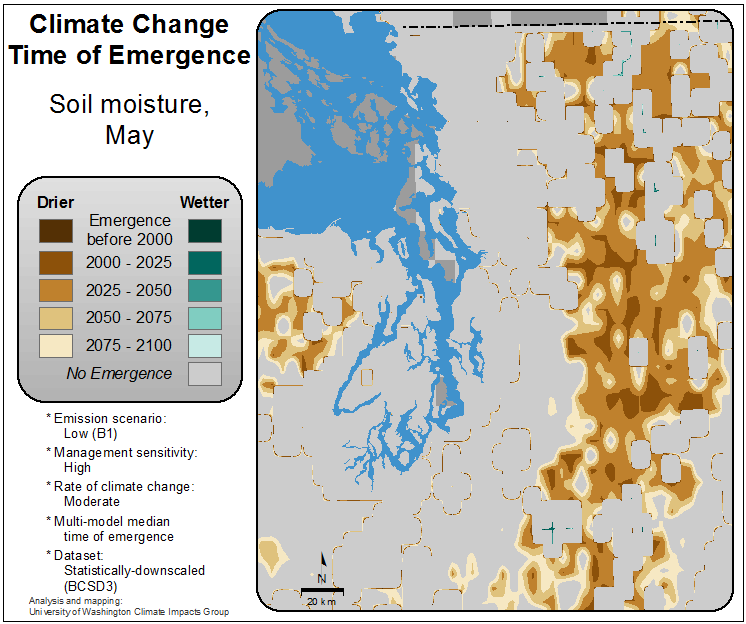 Climate Change
Time of Emergence
Soil moisture,
May
Drier
Wetter
Emergence
before 2000
2000 - 2025
2025 - 2050
2050 - 2075
2075 - 2100
No Emergence
* Emission scenario:
Low (B1)
* Management sensitivity:
High
* Rate of climate change:
Moderate
* Multi-model median
time of emergence
* Dataset:
Statistically-downscaled
(BCSD3)
Analysis and mapping:
University of Washington Climate Impacts Group
N
20 km